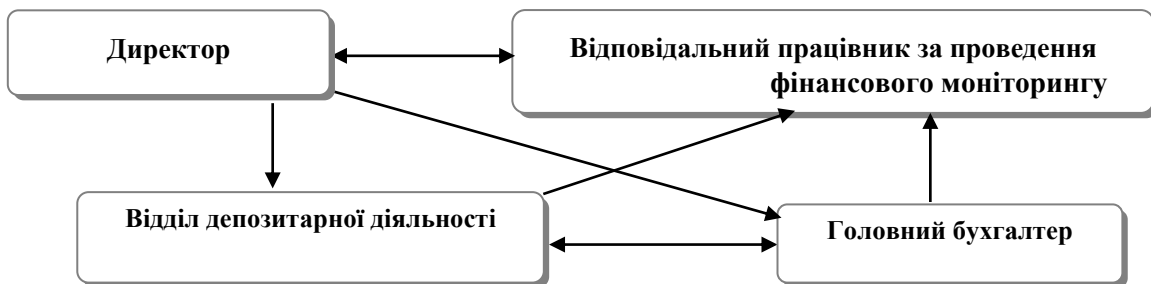 Директор
Відповідальний працівник за проведення
фінансового моніторингу
Відділ депозитарної діяльності
Головний бухгалтер